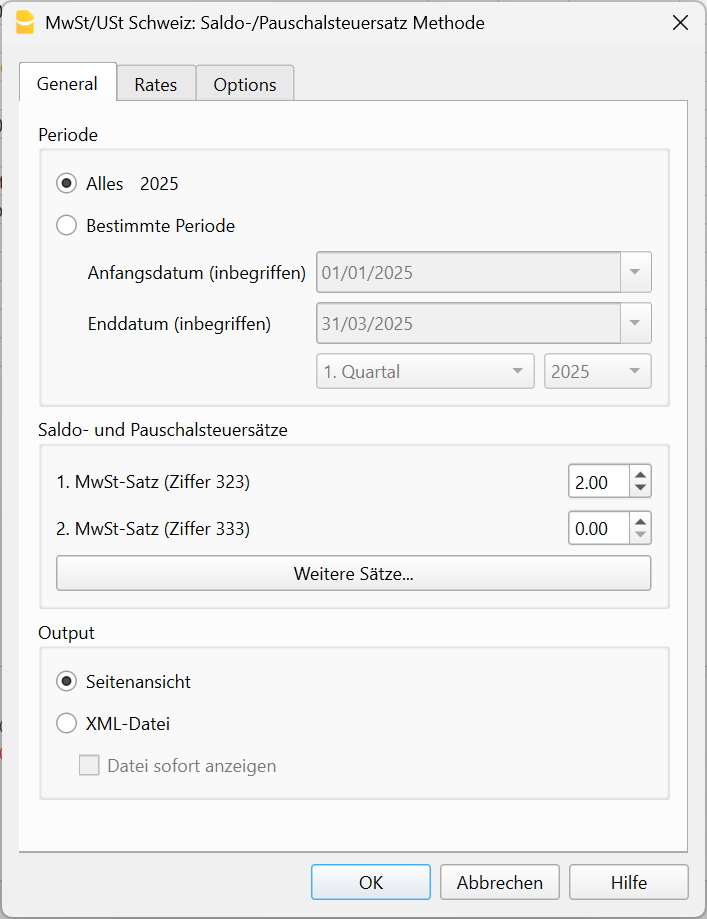 MwSt/USt Schweiz: Saldo-/Pauschalsteuersatz Methode
General Rates Options
Periode
Alles 2025
Bestimmte Periode
Anfangsdatum (inbegriffen) 01/01/2025
Enddatum (inbegriffen) 31/03/2025
1. Quartal 2025
Saldo- und Pauschalsteuersätze
1. MwSt-Satz (Ziffer 323) 2.00
2. MwSt-Satz (Ziffer 333) 0.00
Weitere Sätze...
Output
Seitenansicht
XML-Datei
Datei sofort anzeigen
OK Abbrechen Hilfe